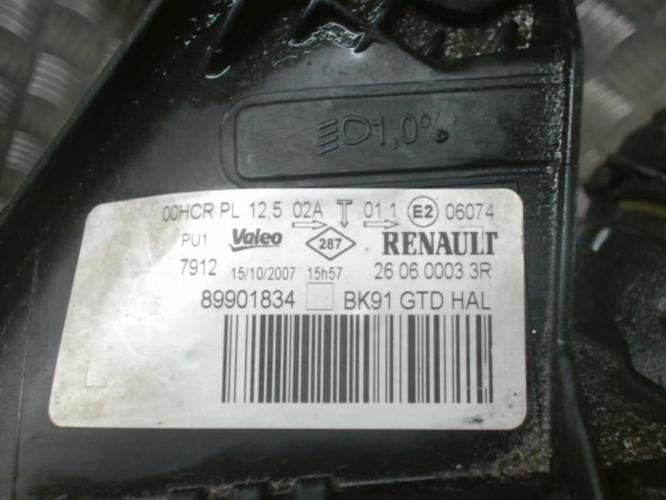 1,0%
00HCR PL 12,5 02A T 01 1 E2 06074
PU1 Valeo 287 RENAULT
7912 15/10/2007 15h57 26 06 0003 3R
89901834 BK91 GTD HAL